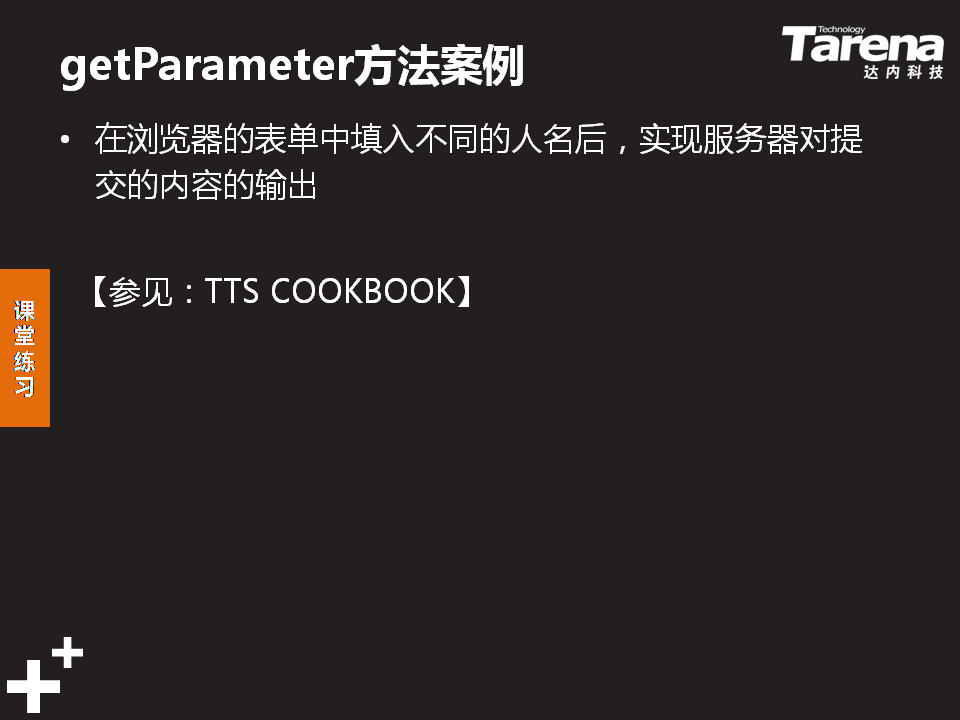 Technology
Tarena
达内科技
getParameter方法案例
• 在浏览器的表单中填入不同的人名后，实现服务器对提
交的内容的输出
【参见：TTS COOKBOOK】
课
堂
练
习